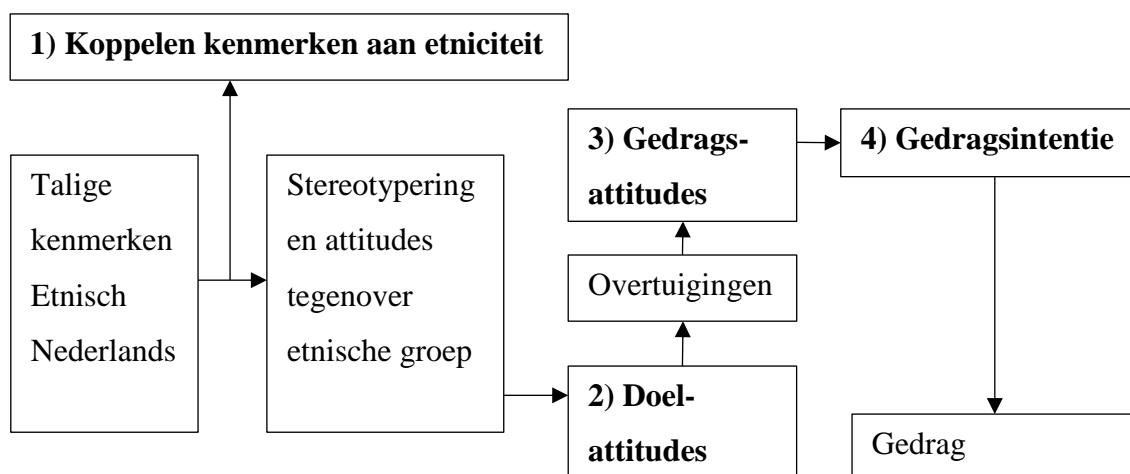 1) Koppelen kenmerken aan etniciteit
Talige
kenmerken
Etnisch
Nederlands
Stereotypering
en attitudes
tegenover
etnische groep
3) Gedrags-
attitudes
Overtuigingen
2) Doel-
attitudes
4) Gedragsintentie
Gedrag